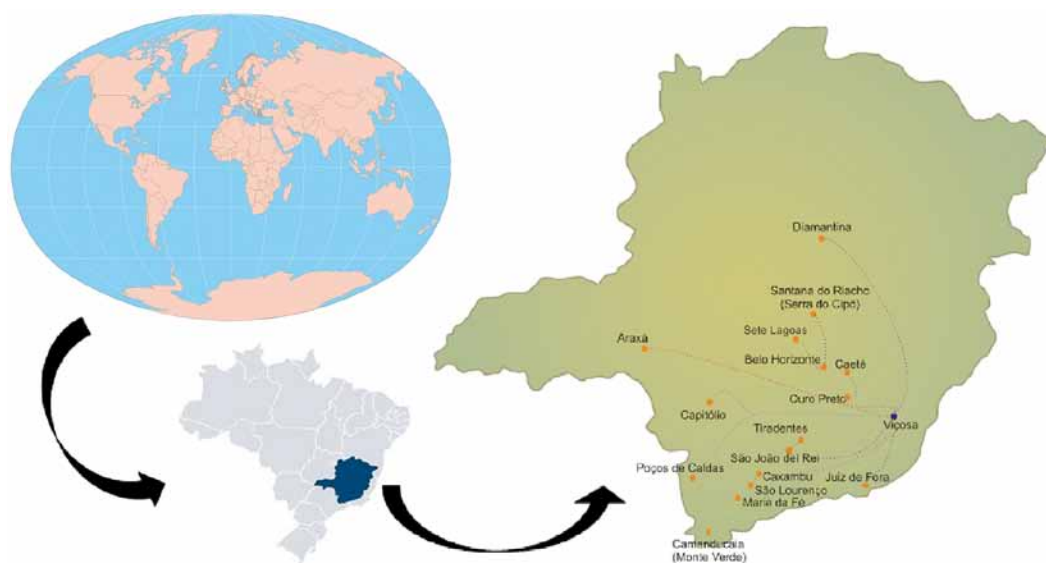 Diamantina
Santana do Riacho
(Serra do Cipó)
Sete Lagoas
Araxá
Belo Horizonte
Caeté
Ouro Preto
Capitólio
Viçosa
Tiradentes
São João del Rei
Poços de Caldas
Caxambu
Juiz de Fora
São Lourenço
Maria da Fé
Camanducaia
(Monte Verde)